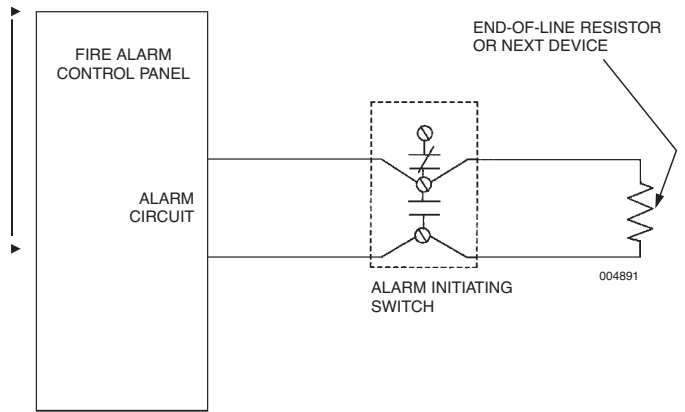 END-OF-LINE RESISTOR
OR NEXT DEVICE
FIRE ALARM
CONTROL PANEL
ALARM
CIRCUIT
004891
ALARM INITIATING
SWITCH